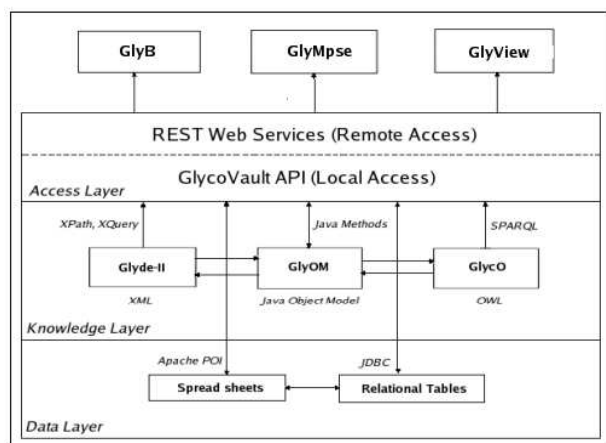 GlyB GlyMpse GlyView
REST Web Services (Remote Access)
GlycoVault API (Local Access)
Access Layer
XPath, XQuery Java Methods SPARQL
Glyde-II GlyOM GlycO
XML Java Object Model OWL
Knowledge Layer
Apache POI JDBC
Spread sheets Relational Tables
Data Layer